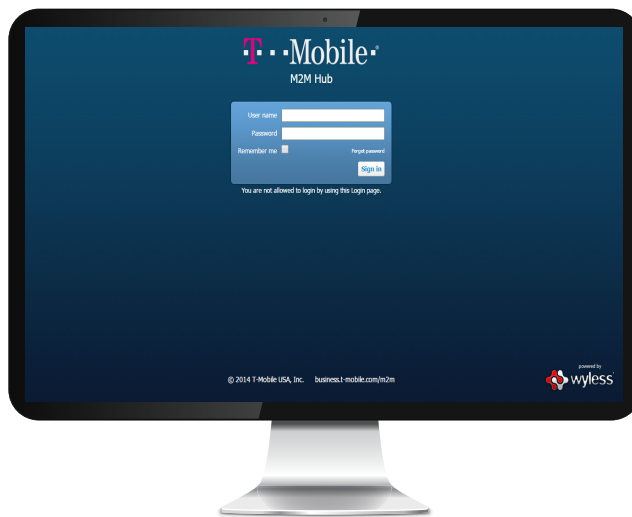 T··Mobile·®
M2M Hub
User name
Password
Remember me
Forgot password
Sign in
You are not allowed to login by using this Login page.
© 2014 T-Mobile USA, Inc. business.t-mobile.com/m2m
powered by
wyless